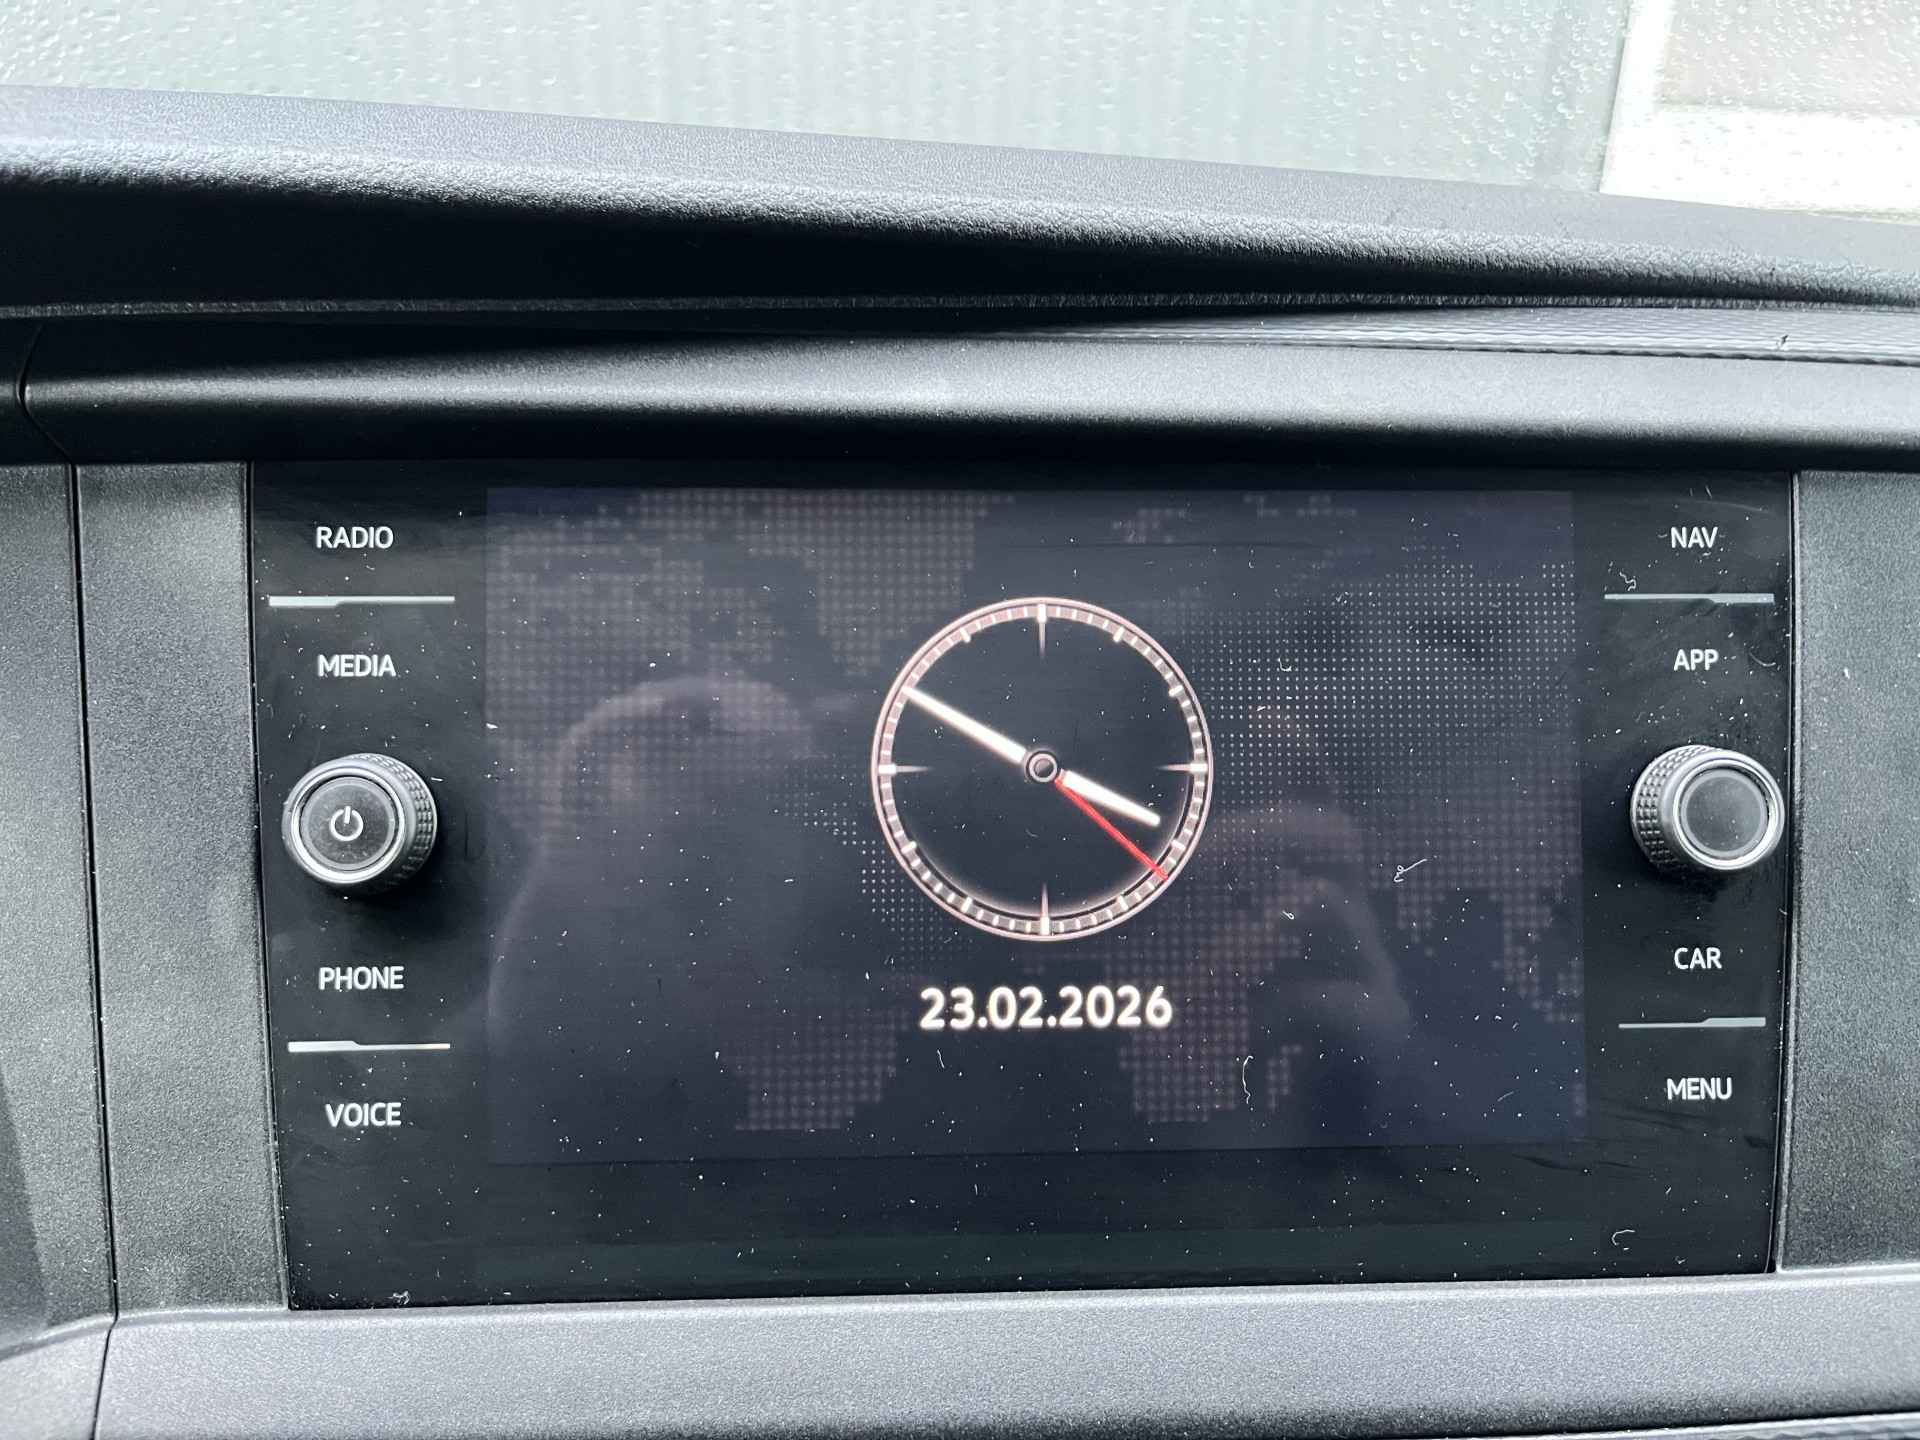 RADIO
MEDIA
PHONE
VOICE
23.02.2026
NAV
APP
CAR
MENU